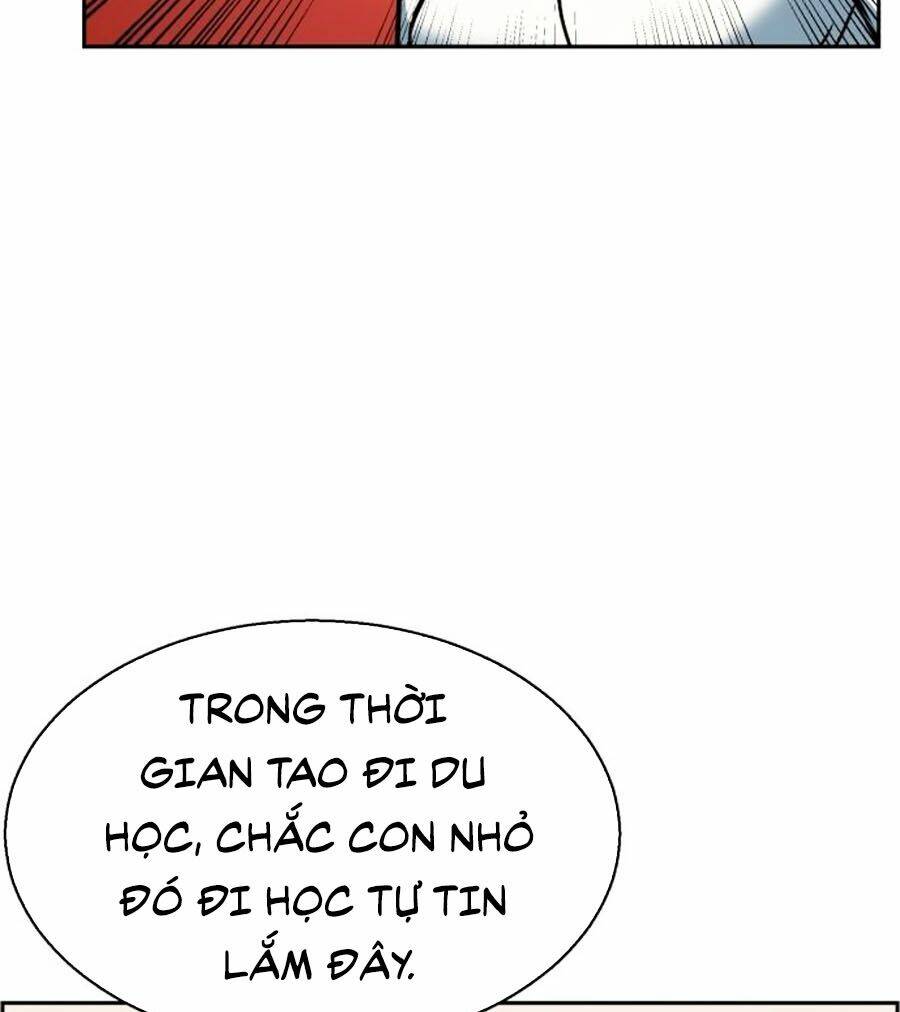 TRONG THỜI
GIAN TAO ĐI DU
HỌC, CHẮC CON NHỎ
ĐÓ ĐI HỌC TỰ TIN
LẮM ĐÂY.